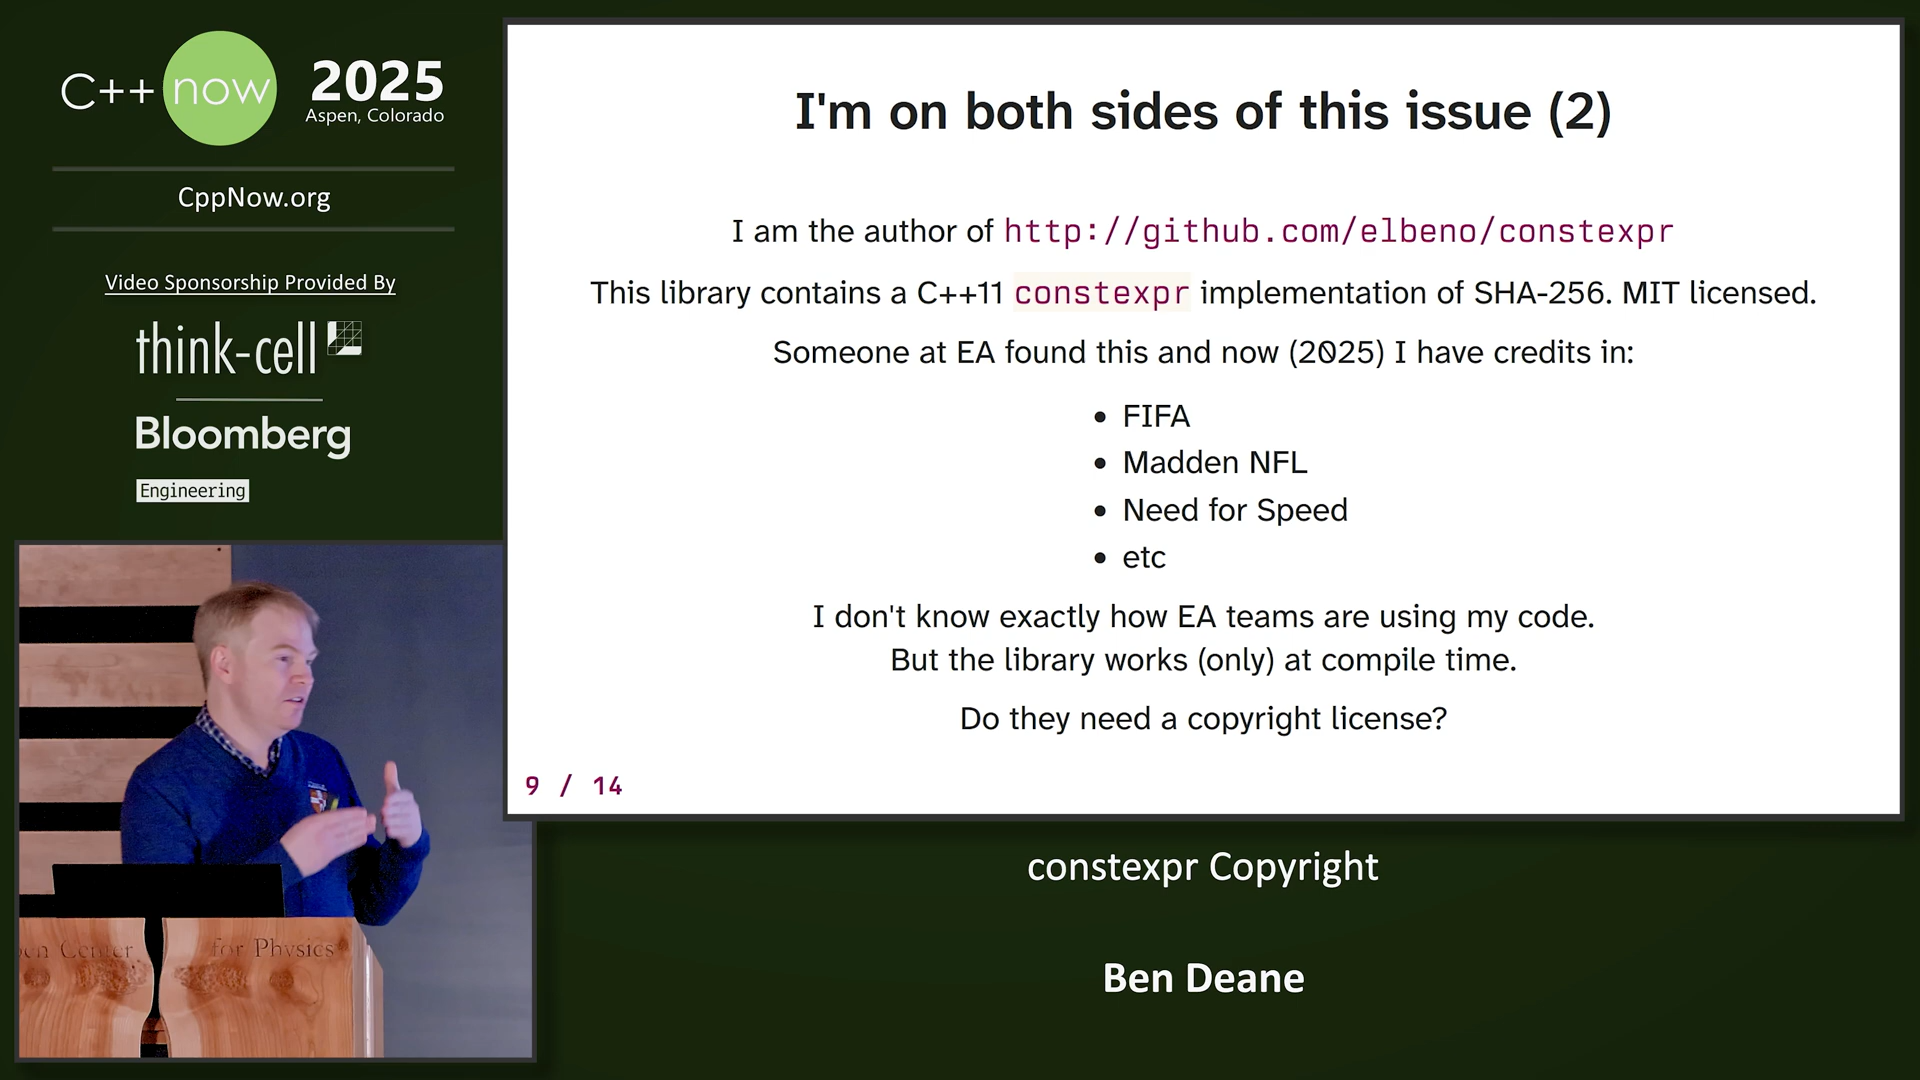 C++ now 2025
Aspen, Colorado
CppNow.org
Video Sponsorship Provided By
think-cell
Bloomberg
Engineering
I'm on both sides of this issue (2)
I am the author of http://github.com/elbeno/constexpr
This library contains a C++11 constexpr implementation of SHA-256. MIT licensed.
Someone at EA found this and now (2025) I have credits in:
• FIFA
• Madden NFL
• Need for Speed
• etc
I don't know exactly how EA teams are using my code.
But the library works (only) at compile time.
Do they need a copyright license?
9 / 14
Center for Physics
constexpr Copyright
Ben Deane